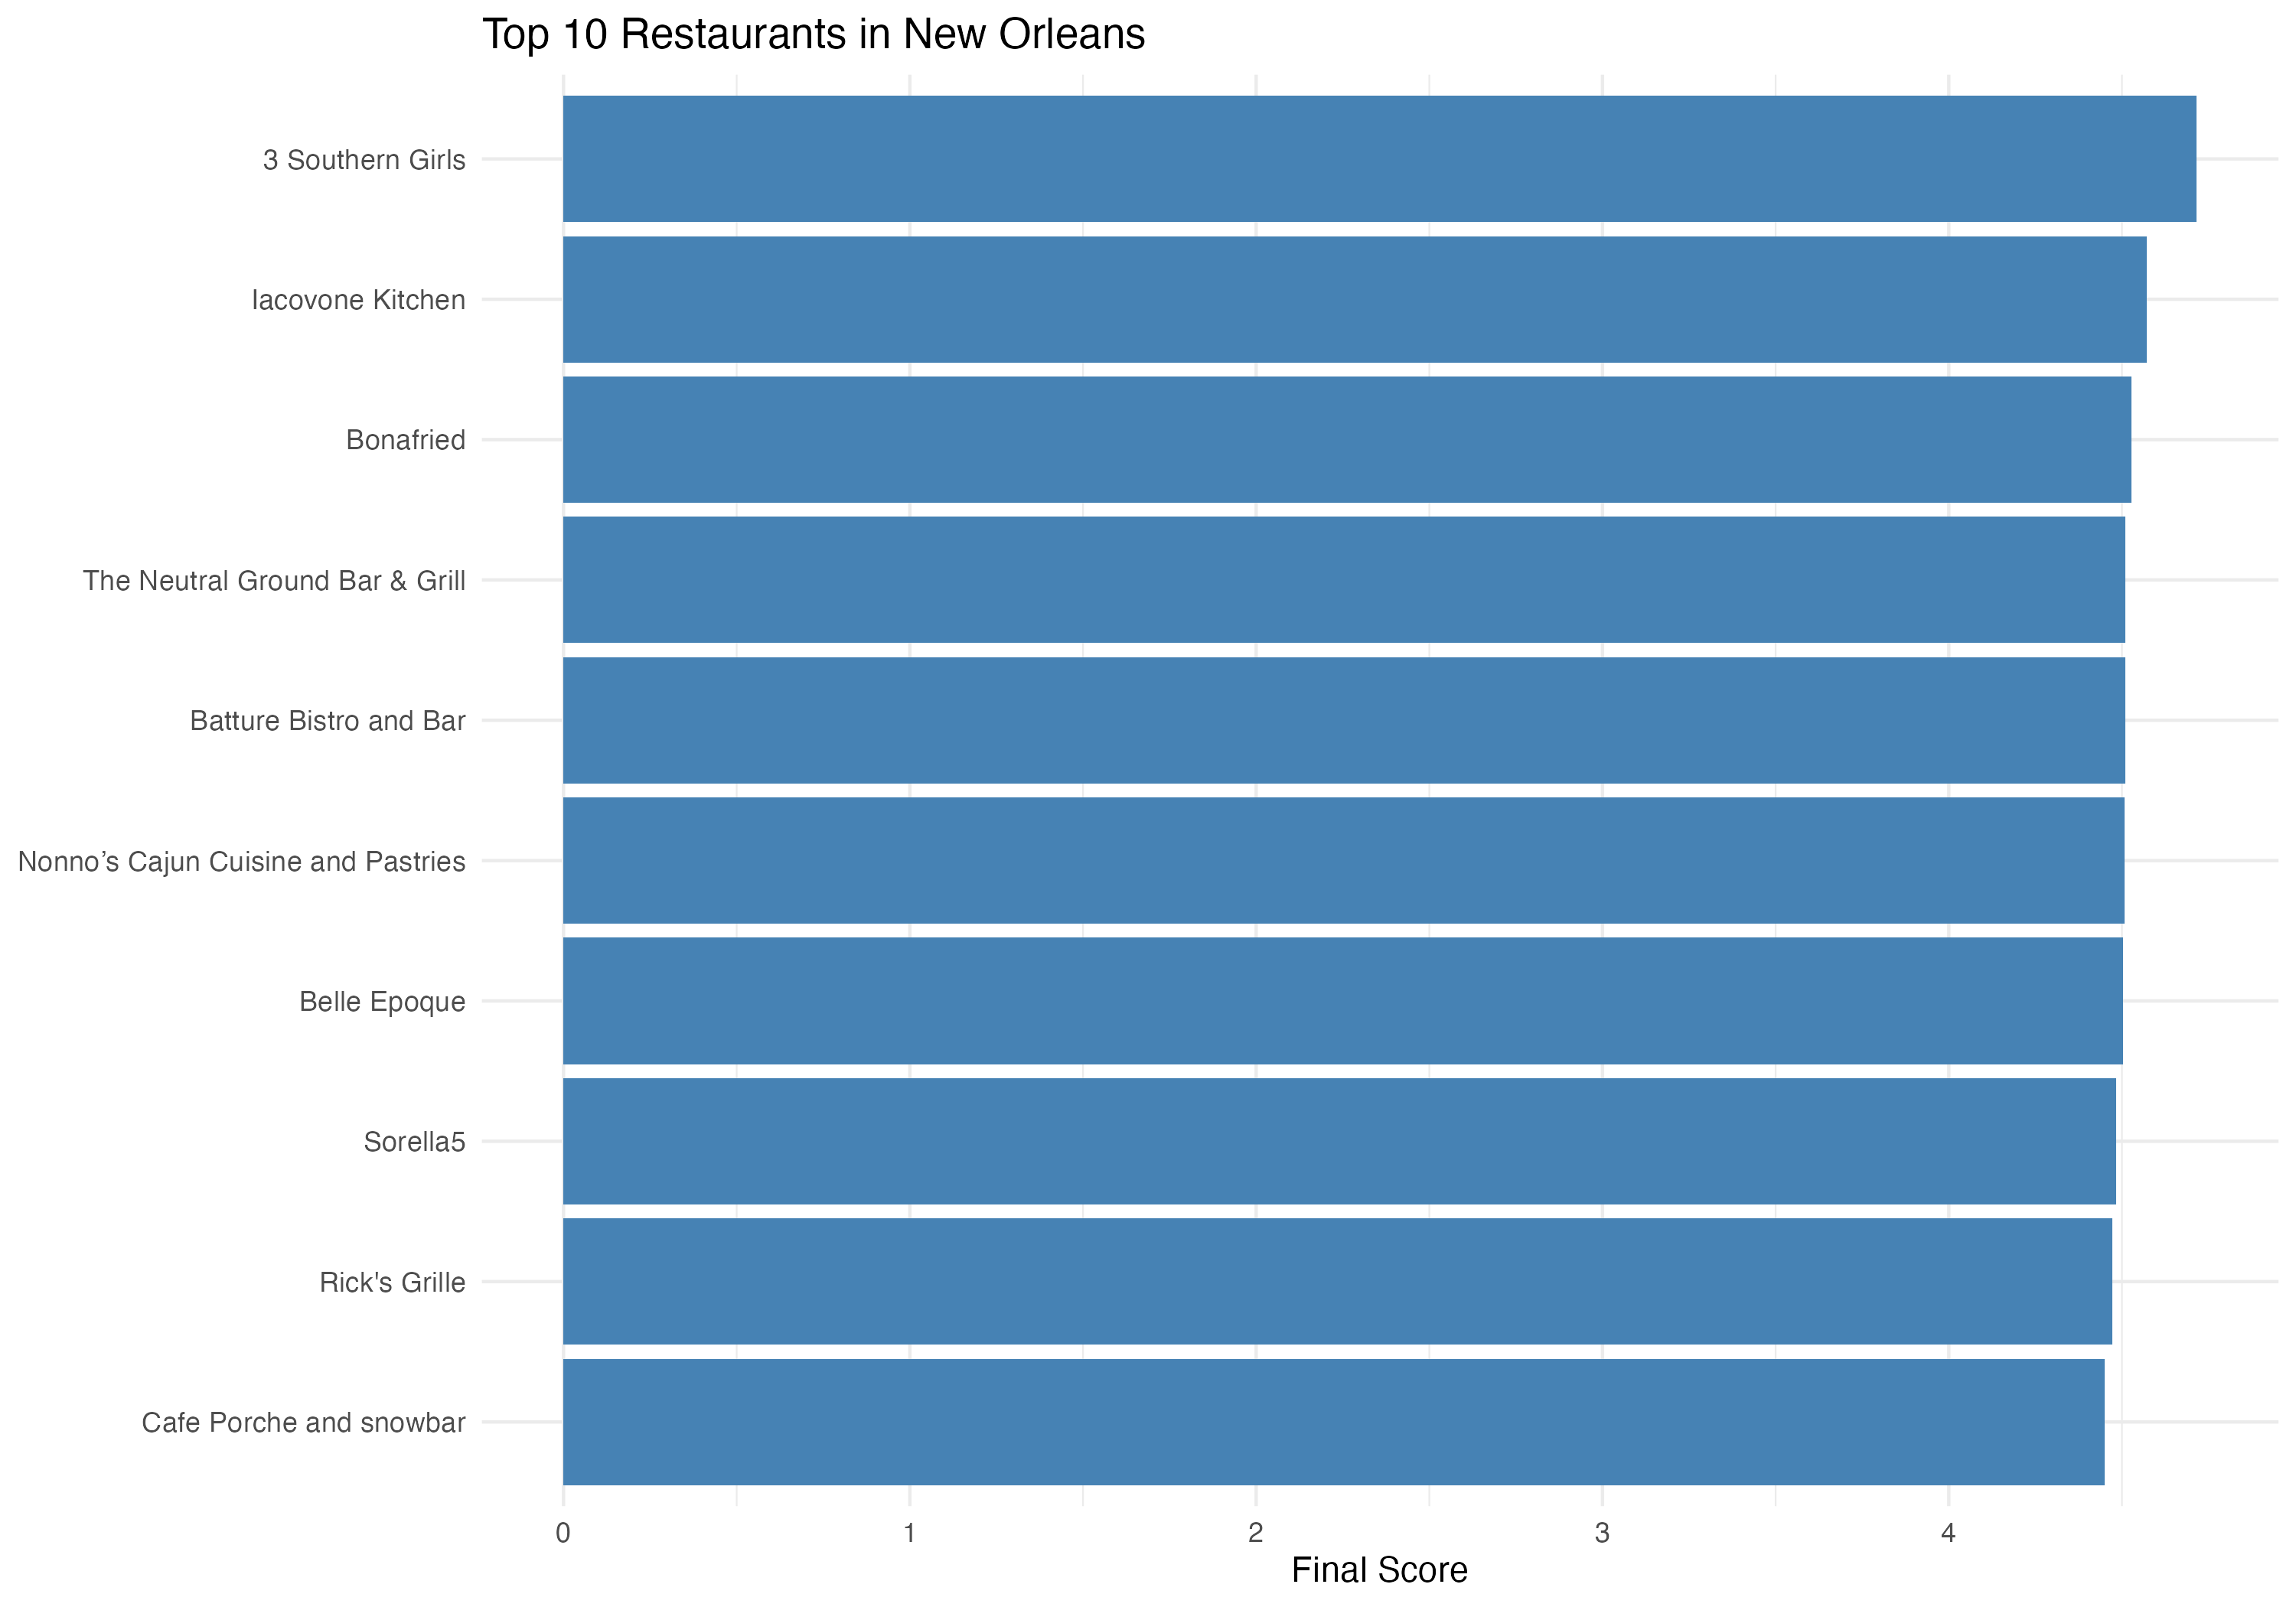 Top 10 Restaurants in New Orleans
3 Southern Girls
Iacovone Kitchen
Bonafried
The Neutral Ground Bar & Grill
Batture Bistro and Bar
Nonno’s Cajun Cuisine and Pastries
Belle Epoque
Sorella5
Rick's Grille
Cafe Porche and snowbar
0 1 2 3 4
Final Score